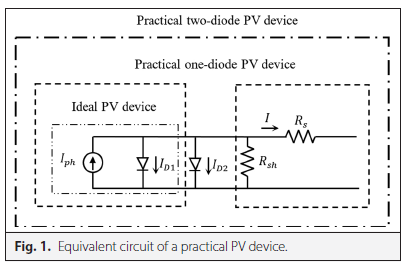 Practical two-diode PV device
Practical one-diode PV device
Ideal PV device
I
Rs
Iph
ID1
ID2
Rsh
Fig. 1. Equivalent circuit of a practical PV device.